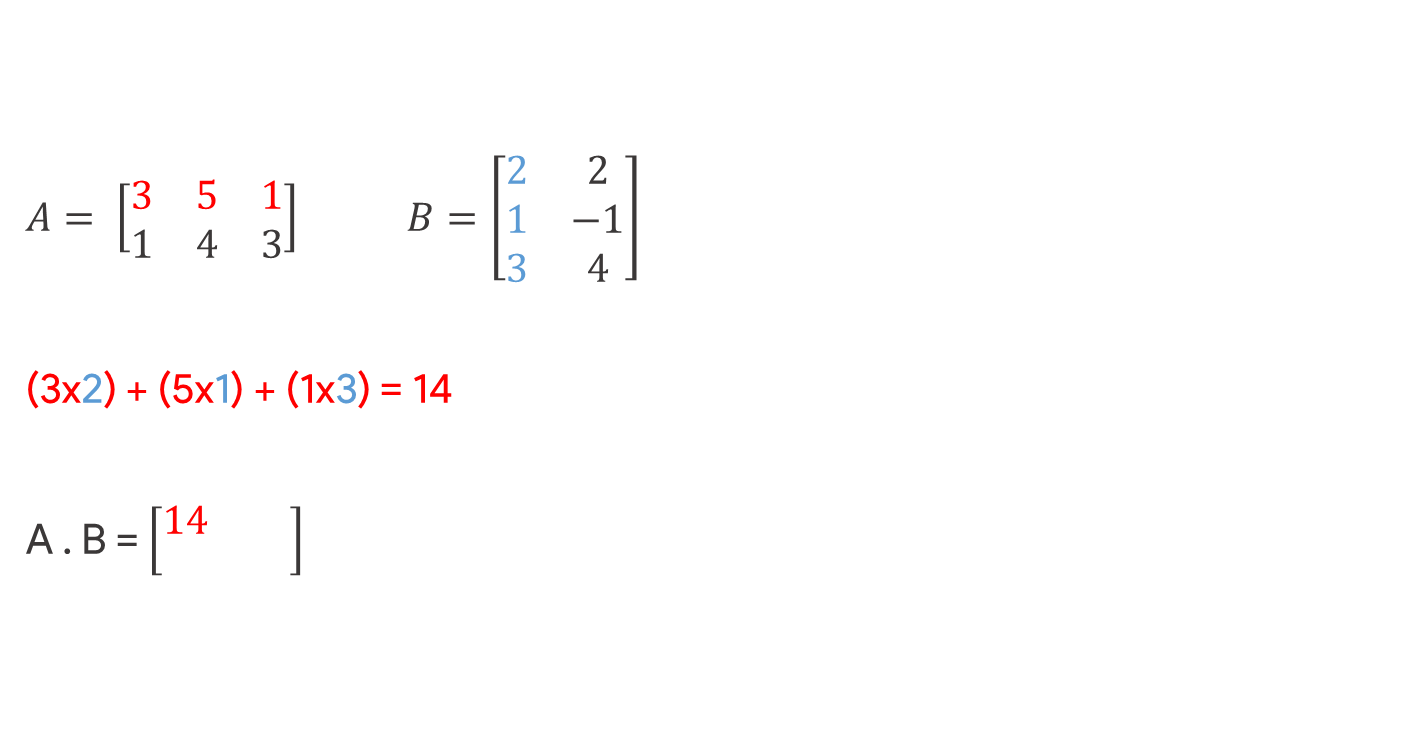 A = [3 5 1
1 4 3]
B = [2 2
1 −1
3 4]
(3x2) + (5x1) + (1x3) = 14
A . B = [14 ]